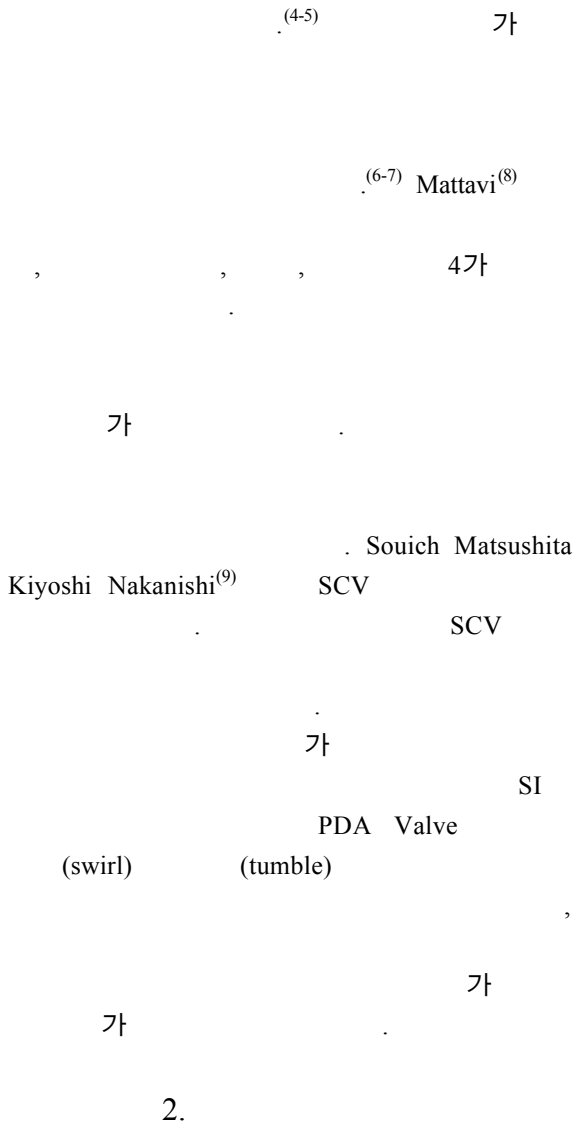 .(4-5) 가
.(6-7) Mattavi(8)
, , , 4가
.
가 .
. Souich Matsushita
Kiyoshi Nakanishi(9) SCV
. SCV
.
가
SI
PDA Valve
(swirl) (tumble)
,
가
가 .
2.